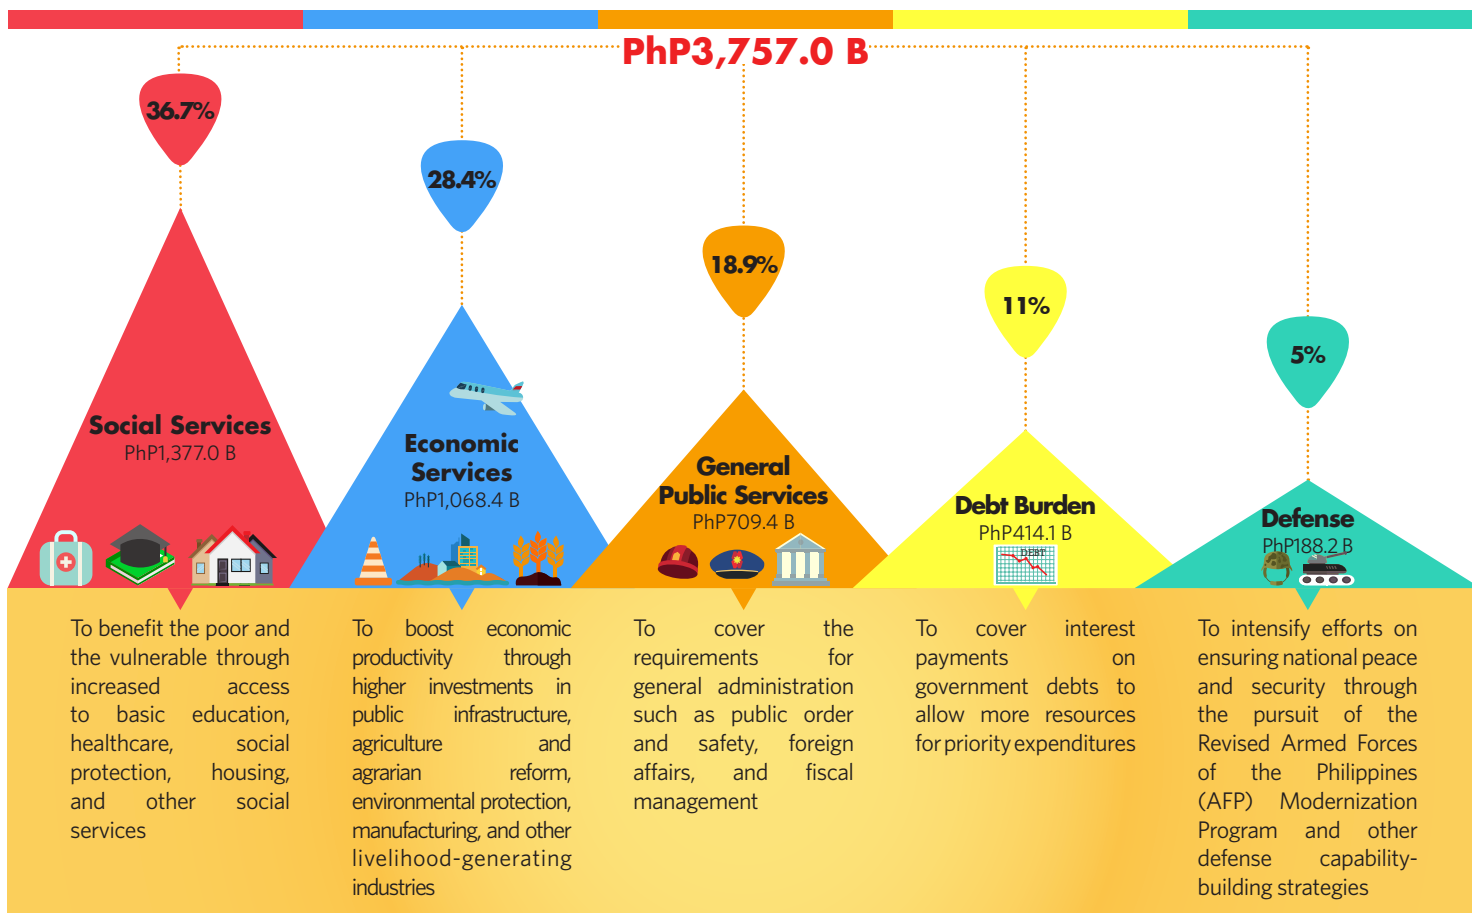 PhP3,757.0 B
36.7%
28.4%
18.9%
11%
5%
Social Services
PhP1,377.0 B
Economic
Services
PhP1,068.4 B
General
Public Services
PhP709.4 B
Debt Burden
PhP414.1 B
DEBT
Defense
PhP188.2 B
To benefit the poor and
the vulnerable through
increased access
to basic education,
healthcare, social
protection, housing,
and other social
services
To boost economic
productivity through
higher investments in
public infrastructure,
agriculture and
agrarian reform,
environmental protection,
manufacturing, and other
livelihood-generating
industries
To cover the
requirements for
general administration
such as public order
and safety, foreign
affairs, and fiscal
management
To cover interest
payments on
government debts to
allow more resources
for priority expenditures
To intensify efforts on
ensuring national peace
and security through
the pursuit of the
Revised Armed Forces
of the Philippines
(AFP) Modernization
Program and other
defense capability-
building strategies